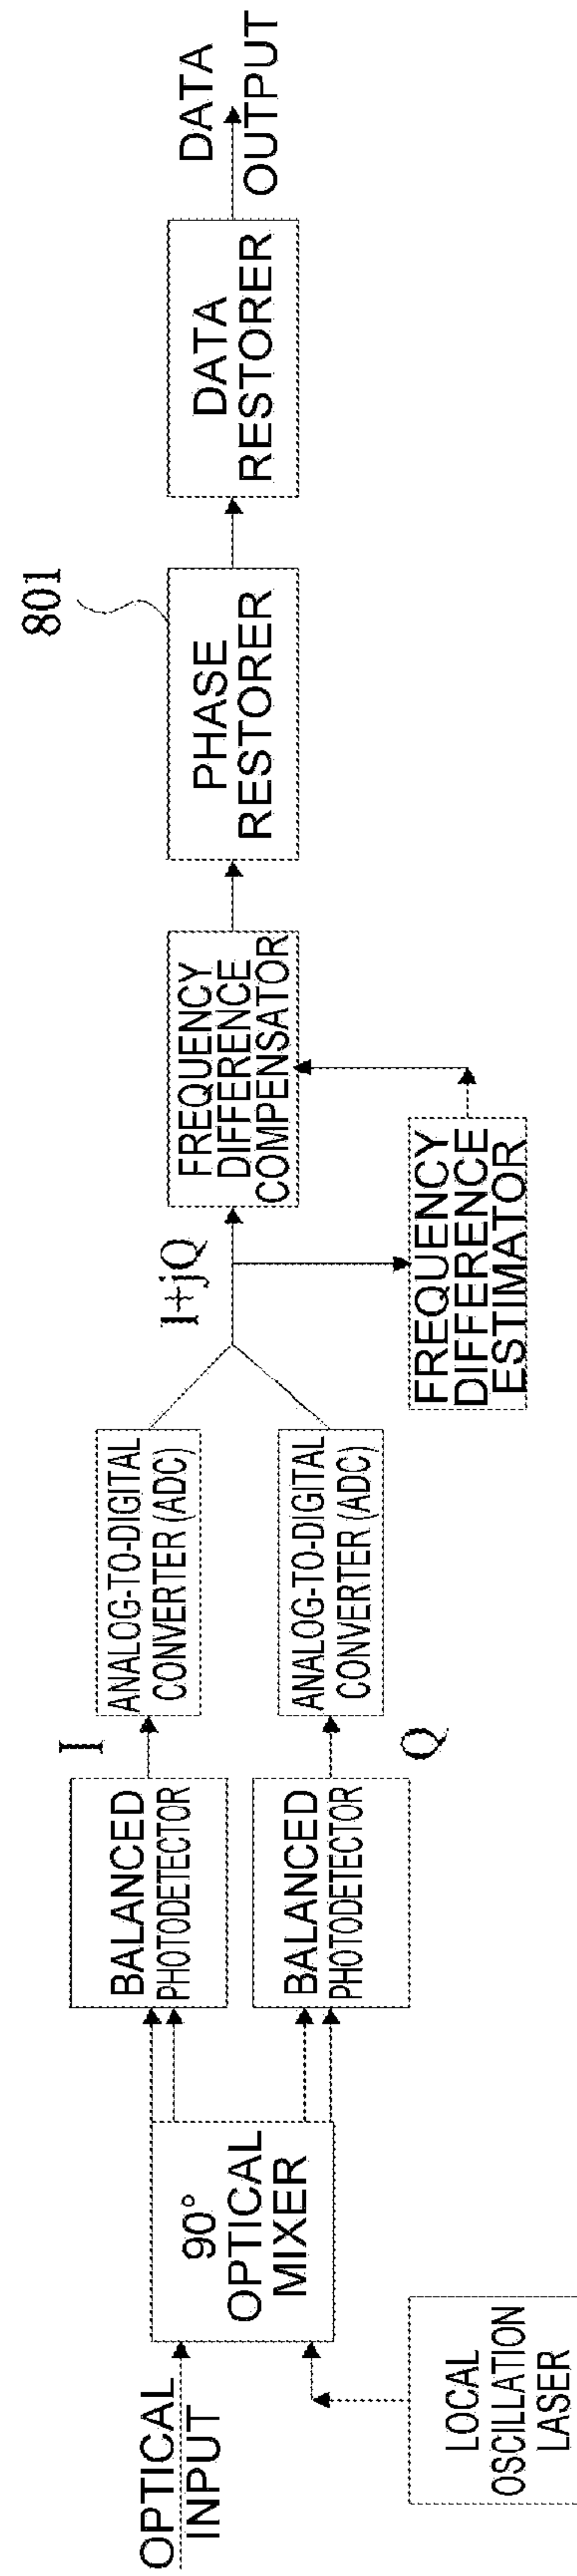 OPTICAL
INPUT
LOCAL
OSCILLATION
LASER
90°
OPTICAL
MIXER
BALANCED
PHOTODETECTOR
BALANCED
PHOTODETECTOR
I
Q
ANALOG-TO-DIGITAL
CONVERTER (ADC)
ANALOG-TO-DIGITAL
CONVERTER (ADC)
I+jQ
FREQUENCY
DIFFERENCE
ESTIMATOR
FREQUENCY
DIFFERENCE
COMPENSATOR
801
PHASE
RESTORER
DATA
RESTORER
DATA
OUTPUT